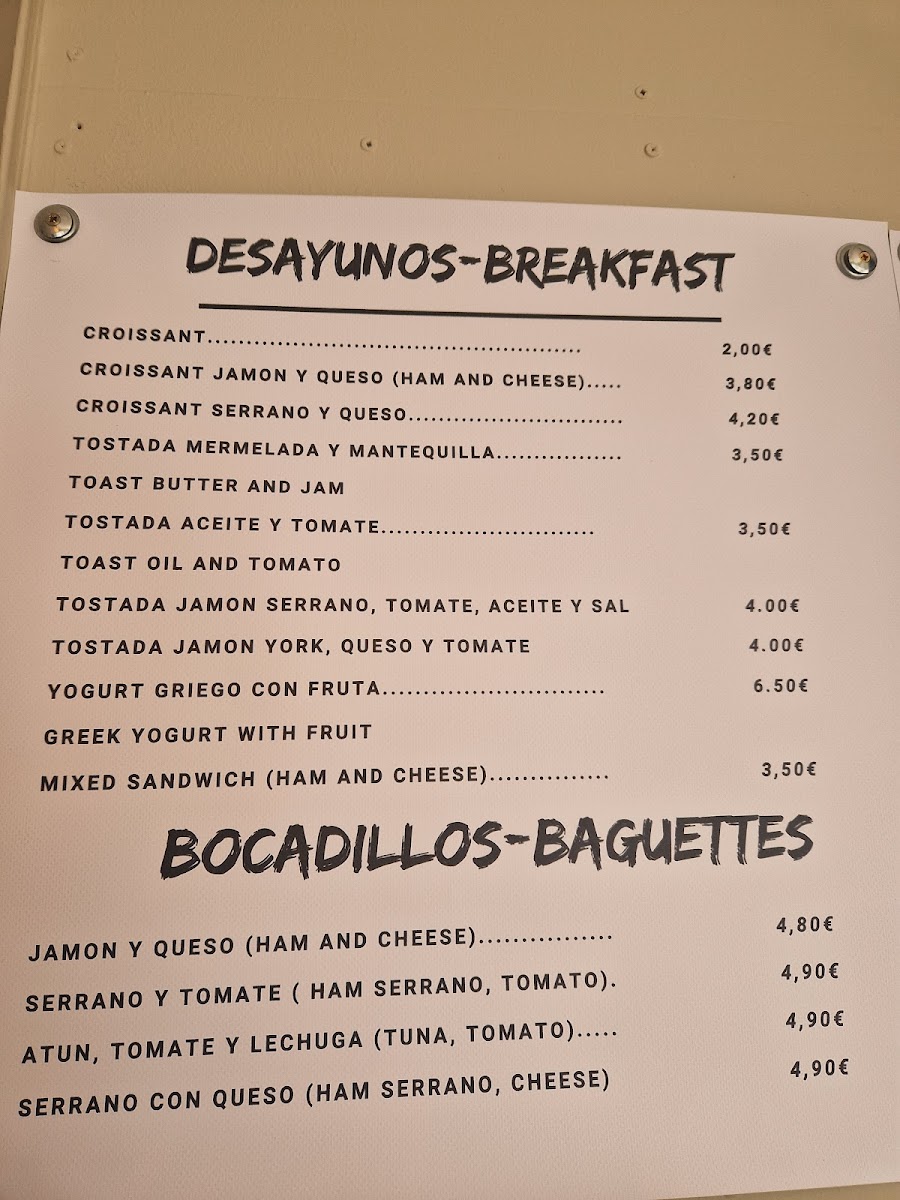 DESAYUNOS-BREAKFAST
CROISSANT................................................ 2,00€
CROISSANT JAMON Y QUESO (HAM AND CHEESE)..... 3,80€
CROISSANT SERRANO Y QUESO........................... 4,20€
TOSTADA MERMELADA Y MANTEQUILLA................. 3,50€
TOAST BUTTER AND JAM
TOSTADA ACEITE Y TOMATE........................... 3,50€
TOAST OIL AND TOMATO
TOSTADA JAMON SERRANO, TOMATE, ACEITE Y SAL 4.00€
TOSTADA JAMON YORK, QUESO Y TOMATE 4.00€
YOGURT GRIEGO CON FRUTA............................ 6.50€
GREEK YOGURT WITH FRUIT
MIXED SANDWICH (HAM AND CHEESE)............... 3,50€
BOCADILLOS-BAGUETTES
JAMON Y QUESO (HAM AND CHEESE)................ 4,80€
SERRANO Y TOMATE ( HAM SERRANO, TOMATO). 4,90€
ATUN, TOMATE Y LECHUGA (TUNA, TOMATO)..... 4,90€
SERRANO CON QUESO (HAM SERRANO, CHEESE) 4,90€